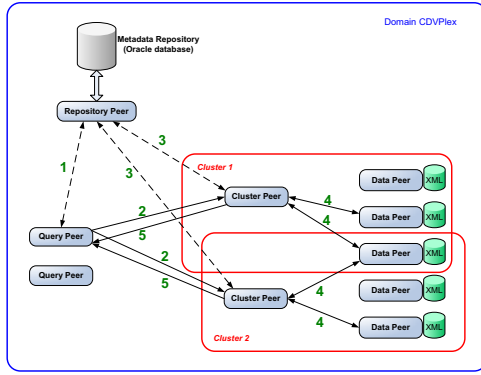 Domain CDVPlex
Metadata Repository
(Oracle database)
Repository Peer
1
3
3
Cluster 1
Data Peer
XML
Cluster Peer
4
Data Peer
XML
2
4
5
Query Peer
Data Peer
XML
2
Query Peer
5
Cluster Peer
4
Data Peer
XML
4
Data Peer
XML
Cluster 2